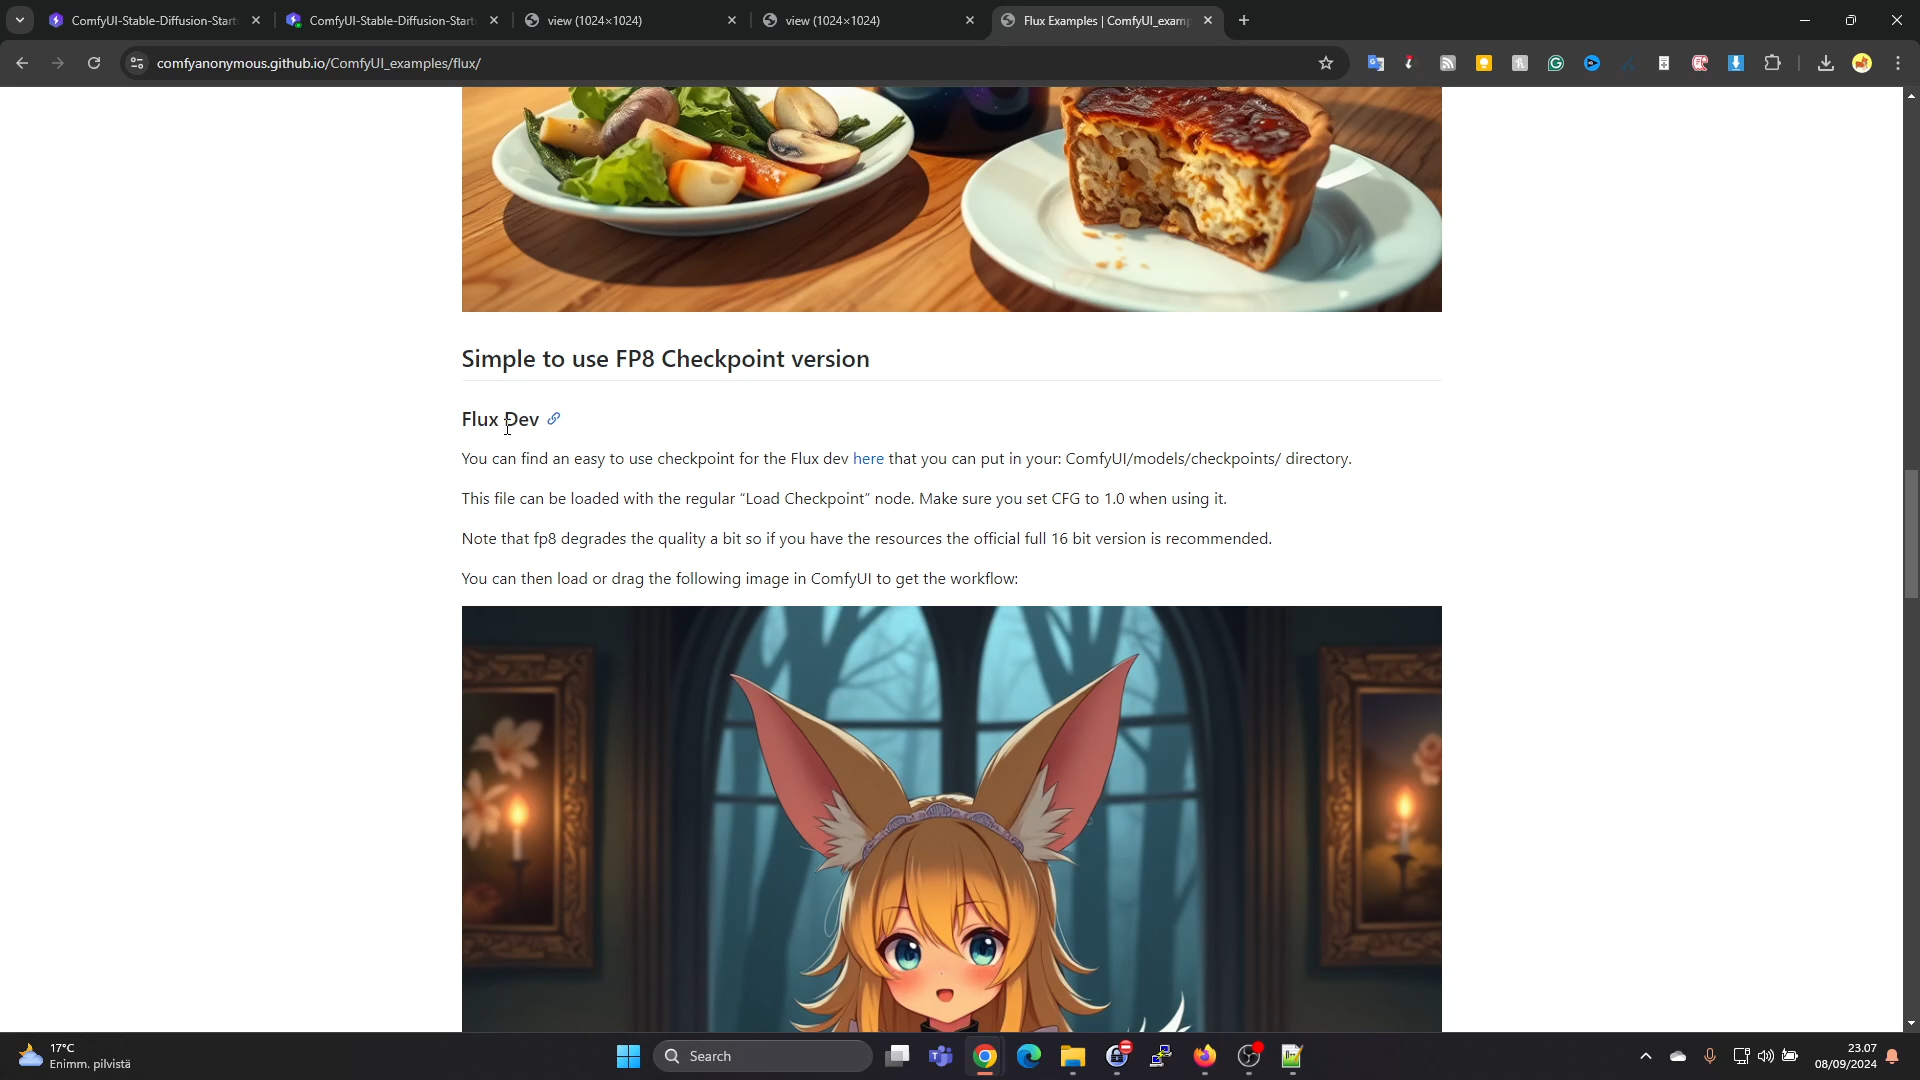 ComfyUI-Stable-Diffusion-Start
ComfyUI-Stable-Diffusion-Start
view (1024×1024)
view (1024×1024)
Flux Examples | ComfyUI_examp
comfyanonymous.github.io/ComfyUI_examples/flux/
Simple to use FP8 Checkpoint version
Flux Dev
You can find an easy to use checkpoint for the Flux dev here that you can put in your: ComfyUI/models/checkpoints/ directory.
This file can be loaded with the regular “Load Checkpoint” node. Make sure you set CFG to 1.0 when using it.
Note that fp8 degrades the quality a bit so if you have the resources the official full 16 bit version is recommended.
You can then load or drag the following image in ComfyUI to get the workflow:
17°C
Enimm. pilvistä
Search
23.07
08/09/2024